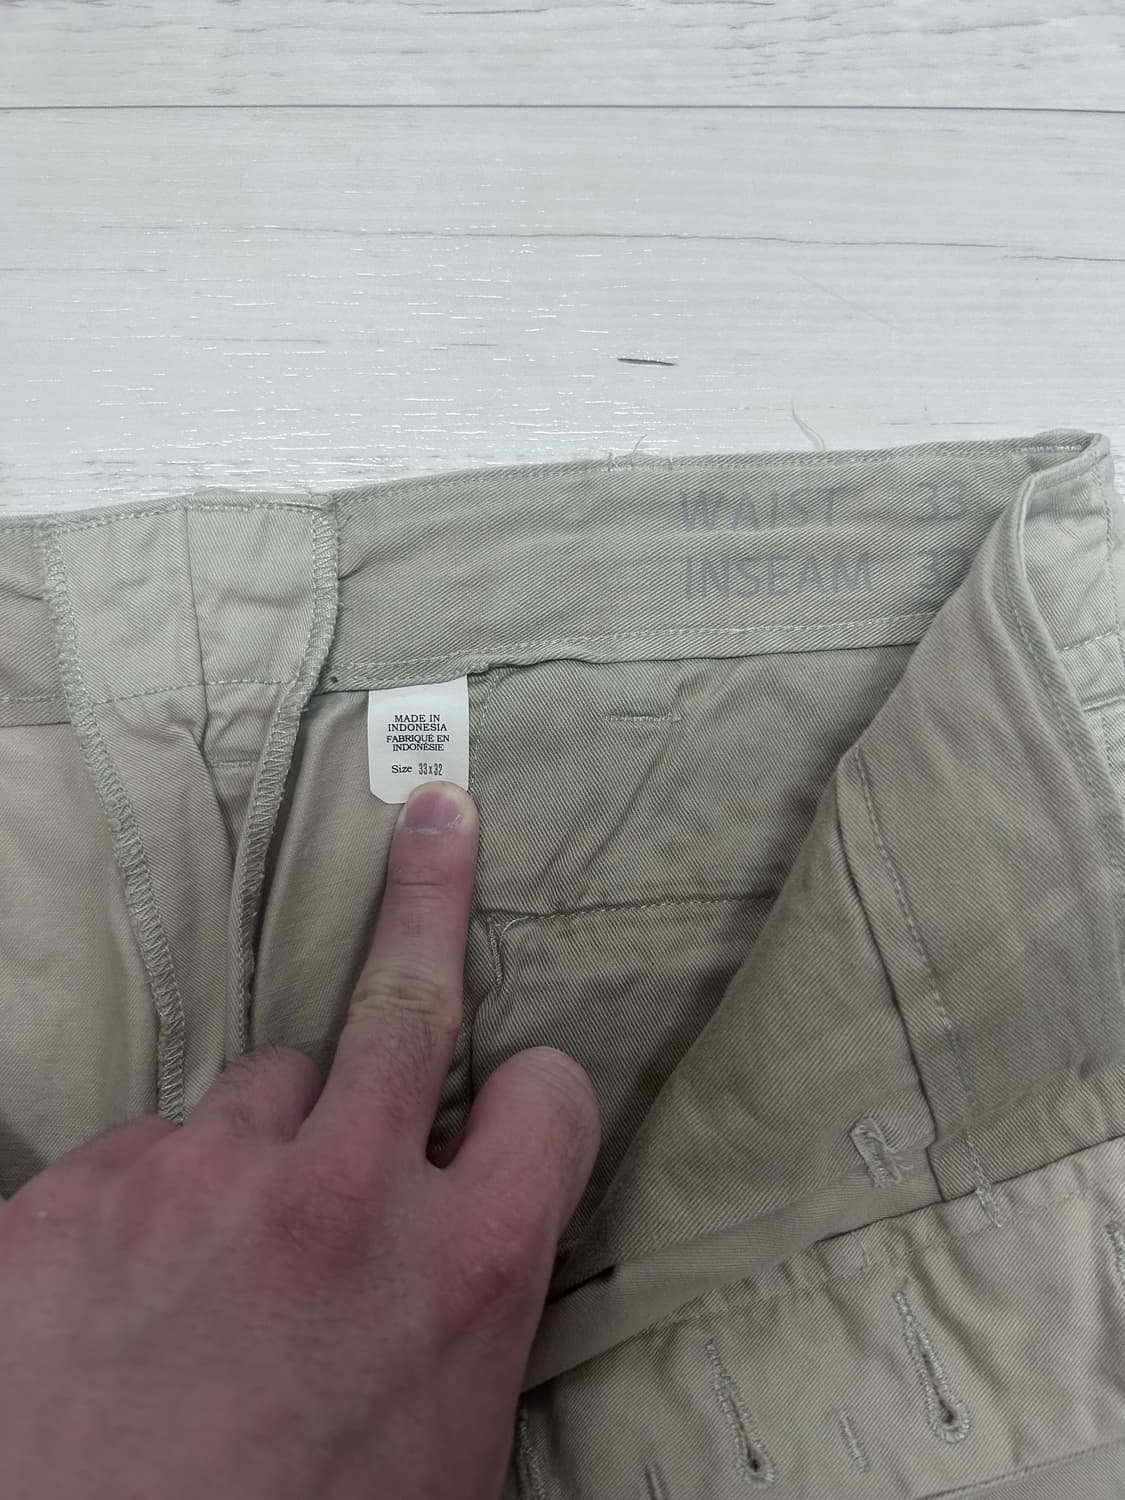 WAIST 33
INSEAM 32
MADE IN
INDONESIA
FABRIQUÉ EN
INDONÉSIE
Size 33x32